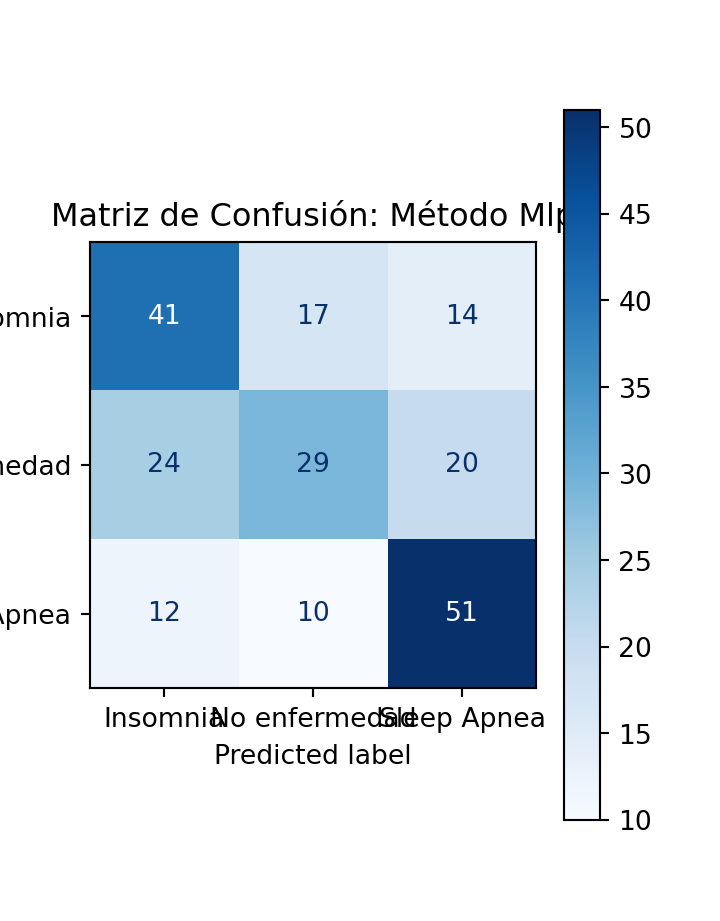 Matriz de Confusión: Método Mlp
50
45
40
35
30
25
20
15
10
omnia 41 17 14
nedad 24 29 20
Apnea 12 10 51
Insomnia No enfermedad Sleep Apnea
Predicted label